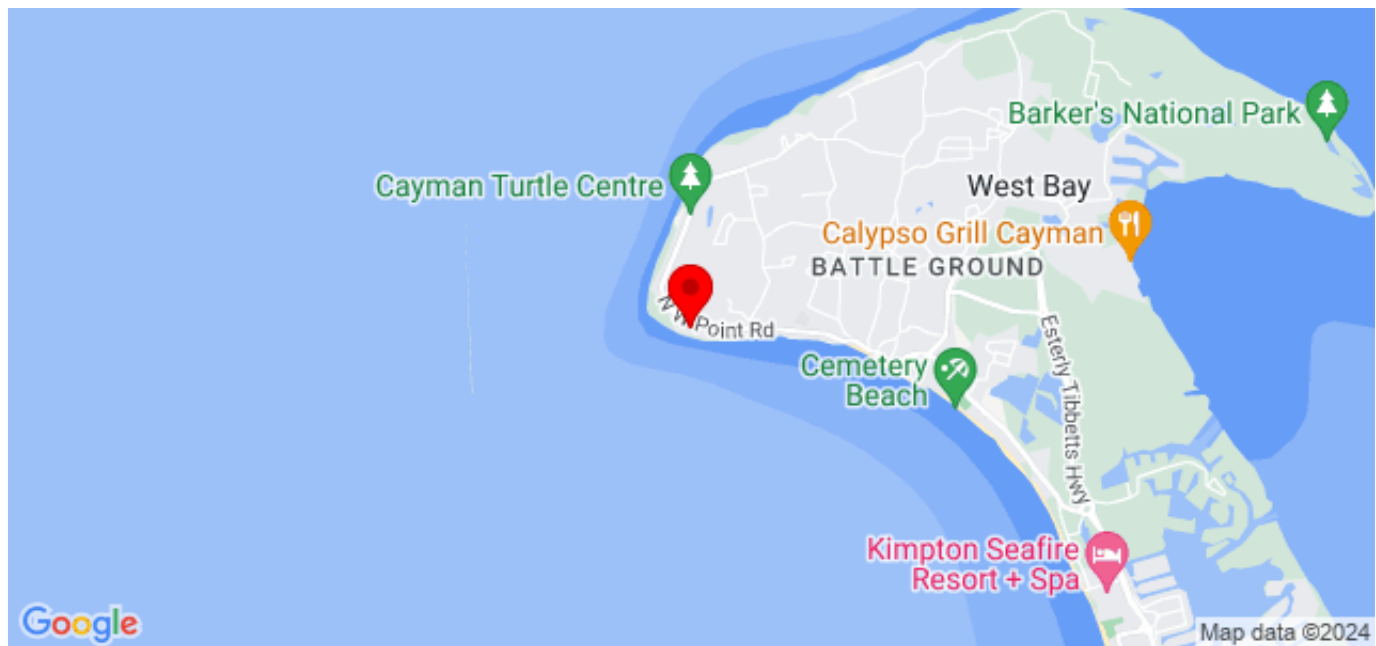 Barker's National Park
Cayman Turtle Centre
West Bay
Calypso Grill Cayman
BATTLE GROUND
N W Point Rd
Esterly Tibbetts Hwy
Cemetery
Beach
Kimpton Seafire
Resort + Spa
Google
Map data ©2024